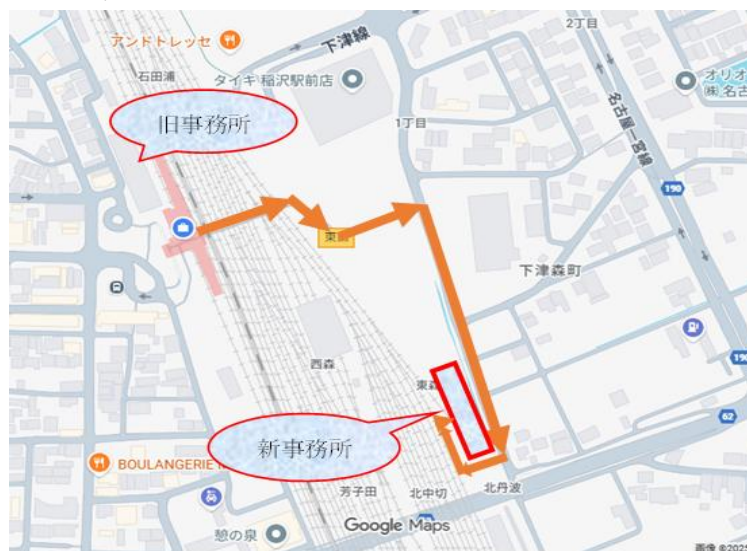 アンドトレッセ
下津線
2丁目
石田浦
タイキ 稲沢駅前店
オリオ
㈱ 名古
旧事務所
1丁目
名古屋一宮線
190
東
下津森町
西森
東森
190
62
新事務所
BOULANGERIE
芳子田
北中切
北丹波
憩の泉
Google Maps
画像 ©2025